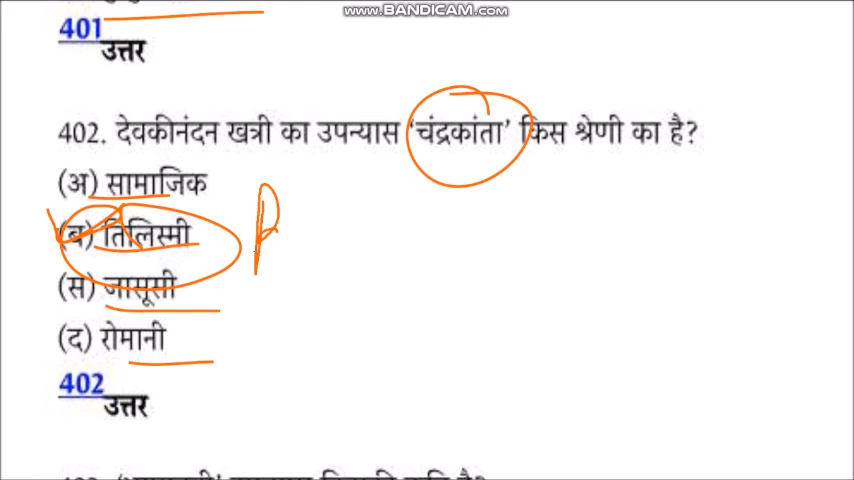 www.BANDICAM.com
401
उत्तर
402. देवकीनंदन खत्री का उपन्यास 'चंद्रकांता' किस श्रेणी का है?
(अ) सामाजिक
(ब) तिलिस्मी
(स) जासूसी
(द) रोमानी
402
उत्तर